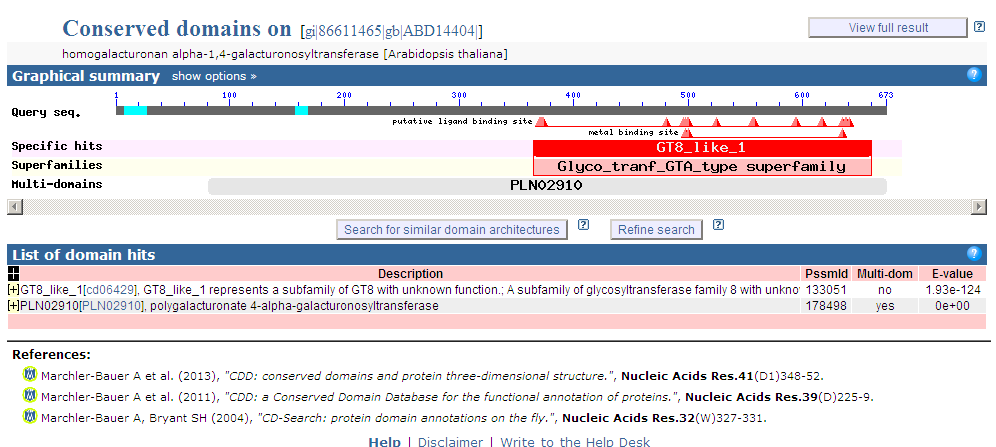 Conserved domains on [gi|86611465|gb|ABD14404|]
View full result
homogalacturonan alpha-1,4-galacturonosyltransferase [Arabidopsis thaliana]
Graphical summary show options »
1 100 200 300 400 500 600 673
Query seq.
putative ligand binding site
metal binding site
Specific hits GT8_like_1
Superfamilies Glyco_tranf_GTA_type superfamily
Multi-domains PLN02910
Search for similar domain architectures Refine search
List of domain hits
Description PssmId Multi-dom E-value
[+]GT8_like_1[cd06429], GT8_like_1 represents a subfamily of GT8 with unknown function.; A subfamily of glycosyltransferase family 8 with unkno 133051 no 1.93e-124
[+]PLN02910[PLN02910], polygalacturonate 4-alpha-galacturonosyltransferase 178498 yes 0e+00
References:
Marchler-Bauer A et al. (2013), "CDD: conserved domains and protein three-dimensional structure.", Nucleic Acids Res.41(D1)348-52.
Marchler-Bauer A et al. (2011), "CDD: a Conserved Domain Database for the functional annotation of proteins.", Nucleic Acids Res.39(D)225-9.
Marchler-Bauer A, Bryant SH (2004), "CD-Search: protein domain annotations on the fly.", Nucleic Acids Res.32(W)327-331.
Help | Disclaimer | Write to the Help Desk